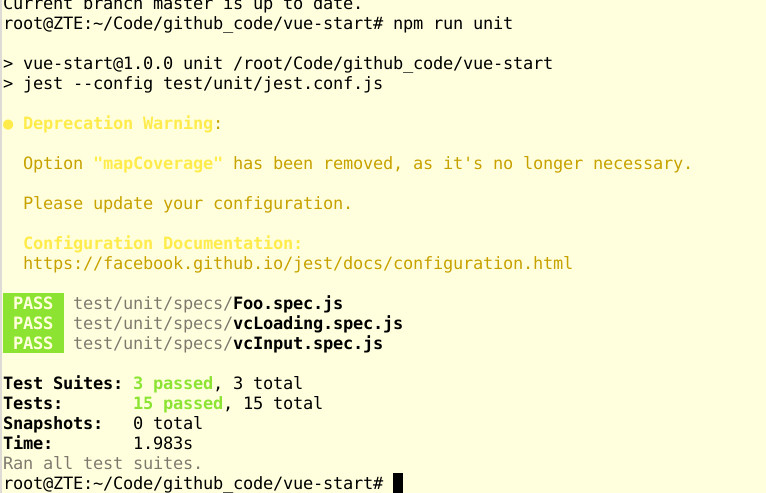 Current branch master is up to date.
root@ZTE:~/Code/github_code/vue-start# npm run unit
> vue-start@1.0.0 unit /root/Code/github_code/vue-start
> jest --config test/unit/jest.conf.js
● Deprecation Warning:
Option "mapCoverage" has been removed, as it's no longer necessary.
Please update your configuration.
Configuration Documentation:
https://facebook.github.io/jest/docs/configuration.html
PASS test/unit/specs/Foo.spec.js
PASS test/unit/specs/vcLoading.spec.js
PASS test/unit/specs/vcInput.spec.js
Test Suites: 3 passed, 3 total
Tests: 15 passed, 15 total
Snapshots: 0 total
Time: 1.983s
Ran all test suites.
root@ZTE:~/Code/github_code/vue-start#